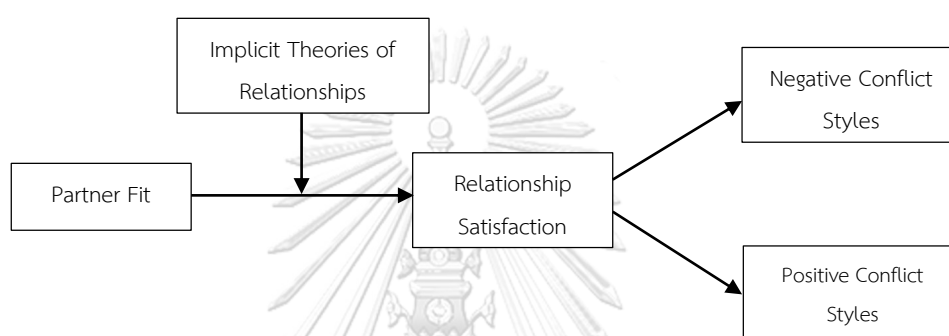 Implicit Theories of
Relationships
Partner Fit
Relationship
Satisfaction
Negative Conflict
Styles
Positive Conflict
Styles